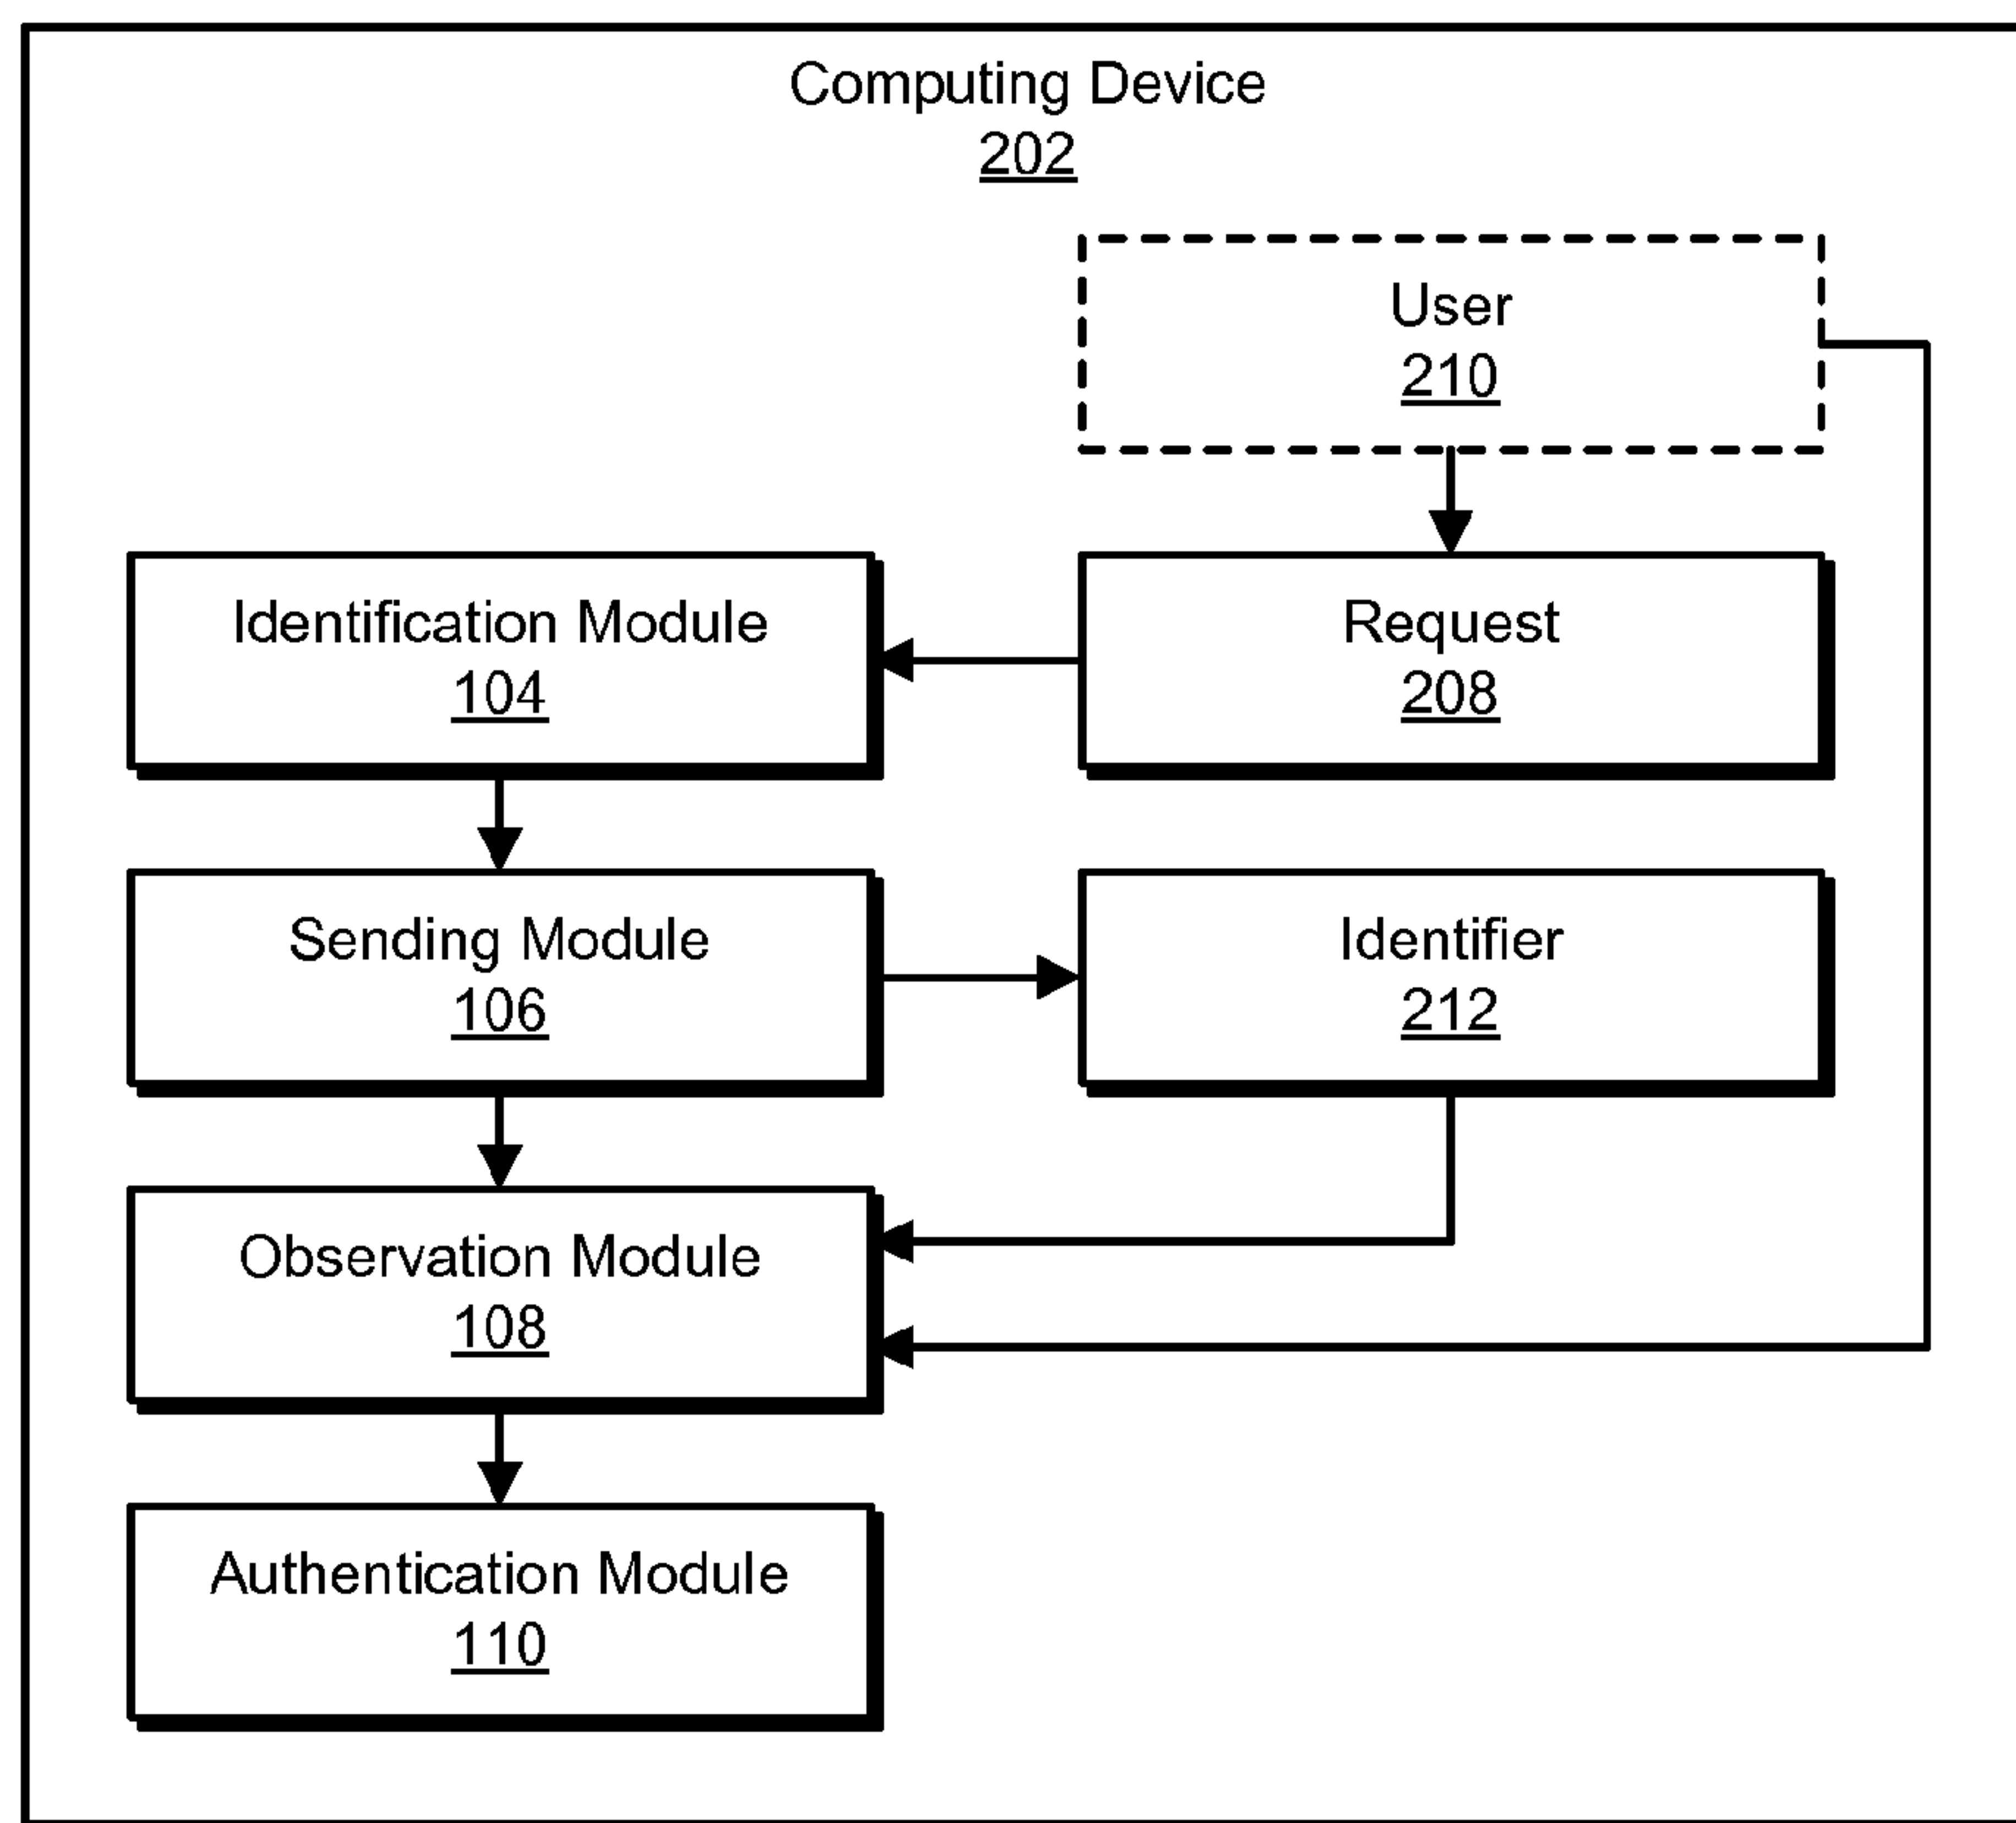 Computing Device
202
User
210
Identification Module
104
Request
208
Sending Module
106
Identifier
212
Observation Module
108
Authentication Module
110